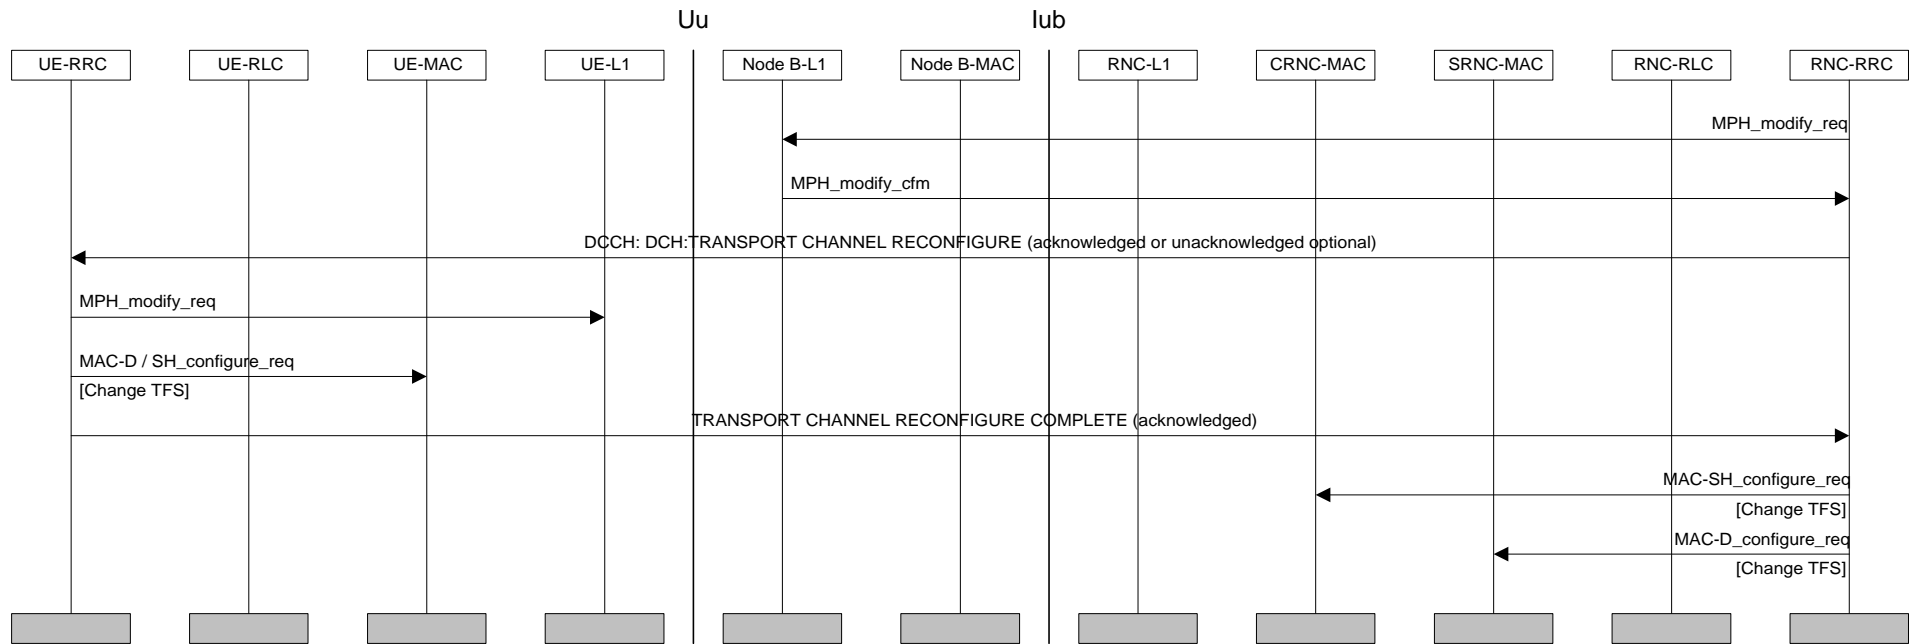 Uu
Iub
UE-RRC
UE-RLC
UE-MAC
UE-L1
Node B-L1
Node B-MAC
RNC-L1
CRNC-MAC
SRNC-MAC
RNC-RLC
RNC-RRC
MPH_modify_req
MPH_modify_cfm
DCCH: DCH:TRANSPORT CHANNEL RECONFIGURE (acknowledged or unacknowledged optional)
MPH_modify_req
MAC-D / SH_configure_req
[Change TFS]
TRANSPORT CHANNEL RECONFIGURE COMPLETE (acknowledged)
MAC-SH_configure_req
[Change TFS]
MAC-D_configure_req
[Change TFS]